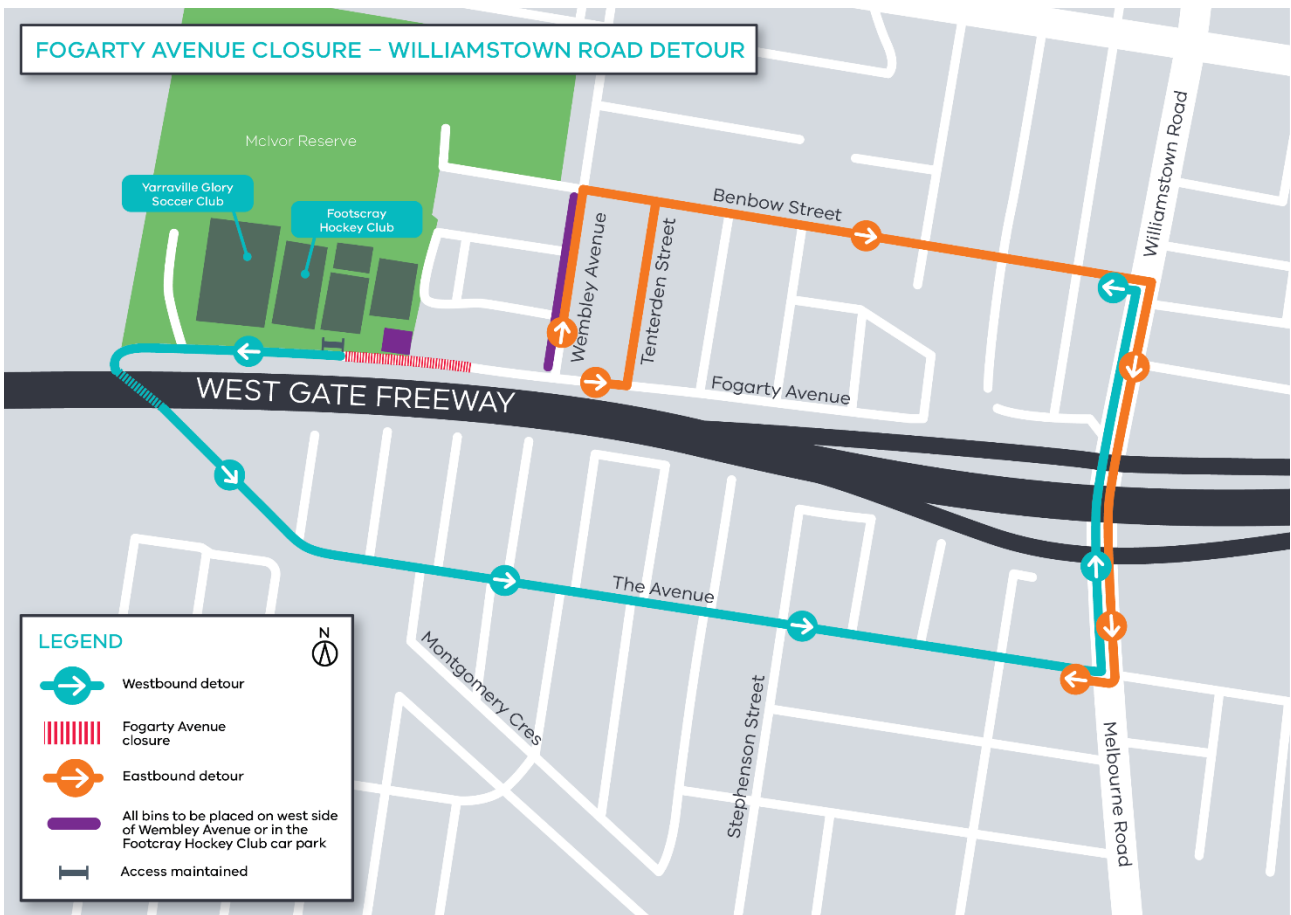 FOGARTY AVENUE CLOSURE – WILLIAMSTOWN ROAD DETOUR
McIvor Reserve
Yarraville Glory
Soccer Club
Footscray
Hockey Club
Williamstown Road
Benbow Street
Wembley Avenue
Tenterden Street
Fogarty Avenue
WEST GATE FREEWAY
The Avenue
Montgomery Cres
Stephenson Street
Melbourne Road
LEGEND
N
Westbound detour
Fogarty Avenue
closure
Eastbound detour
All bins to be placed on west side
of Wembley Avenue or in the
Footcray Hockey Club car park
Access maintained